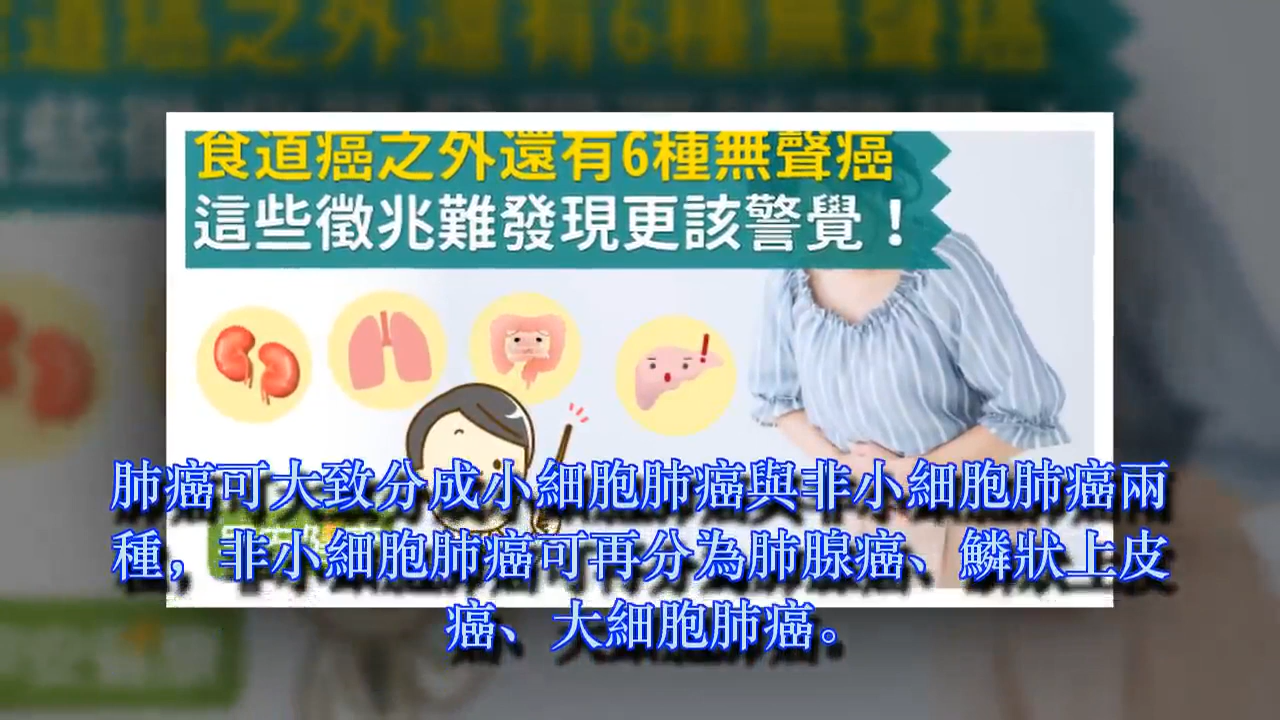 食道癌之外還有6種無聲癌
這些徵兆難發現更該警覺！
肺癌可大致分成小細胞肺癌與非小細胞肺癌兩
種，非小細胞肺癌可再分為肺腺癌、鱗狀上皮
癌、大細胞肺癌。